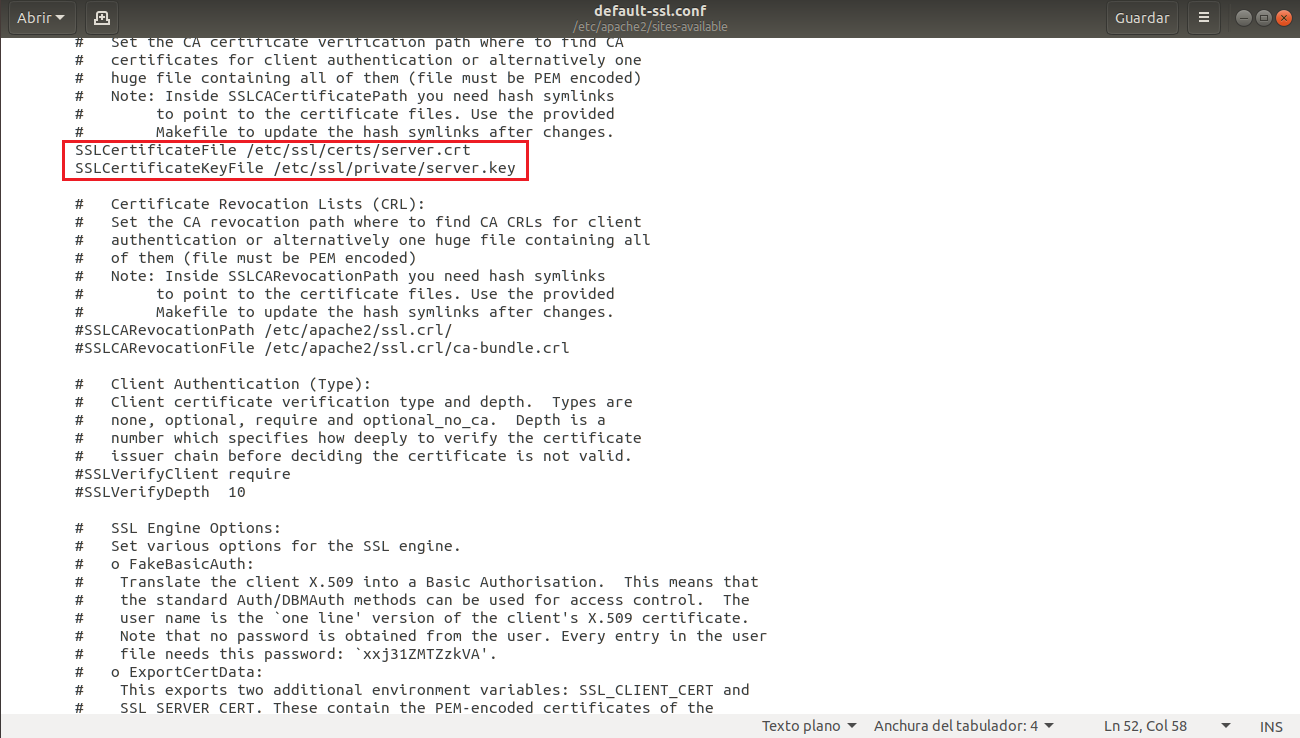 Abrir
default-ssl.conf
/etc/apache2/sites-available
Guardar
#   Set the CA certificate verification path where to find CA
#   certificates for client authentication or alternatively one
#   huge file containing all of them (file must be PEM encoded)
#   Note: Inside SSLCACertificatePath you need hash symlinks
#        to point to the certificate files. Use the provided
#        Makefile to update the hash symlinks after changes.
SSLCertificateFile /etc/ssl/certs/server.crt
SSLCertificateKeyFile /etc/ssl/private/server.key
#   Certificate Revocation Lists (CRL):
#   Set the CA revocation path where to find CA CRLs for client
#   authentication or alternatively one huge file containing all
#   of them (file must be PEM encoded)
#   Note: Inside SSLCARevocationPath you need hash symlinks
#        to point to the certificate files. Use the provided
#        Makefile to update the hash symlinks after changes.
#SSLCARevocationPath /etc/apache2/ssl.crl/
#SSLCARevocationFile /etc/apache2/ssl.crl/ca-bundle.crl
#   Client Authentication (Type):
#   Client certificate verification type and depth.  Types are
#   none, optional, require and optional_no_ca.  Depth is a
#   number which specifies how deeply to verify the certificate
#   issuer chain before deciding the certificate is not valid.
#SSLVerifyClient require
#SSLVerifyDepth  10
#   SSL Engine Options:
#   Set various options for the SSL engine.
#   o FakeBasicAuth:
#    Translate the client X.509 into a Basic Authorisation.  This means that
#    the standard Auth/DBMAuth methods can be used for access control.  The
#    user name is the `one line' version of the client's X.509 certificate.
#    Note that no password is obtained from the user. Every entry in the user
#    file needs this password: `xxj31ZMTZzkVA'.
#   o ExportCertData:
#    This exports two additional environment variables: SSL_CLIENT_CERT and
#    SSL_SERVER_CERT. These contain the PEM-encoded certificates of the
Texto plano
Anchura del tabulador: 4
Ln 52, Col 58
INS